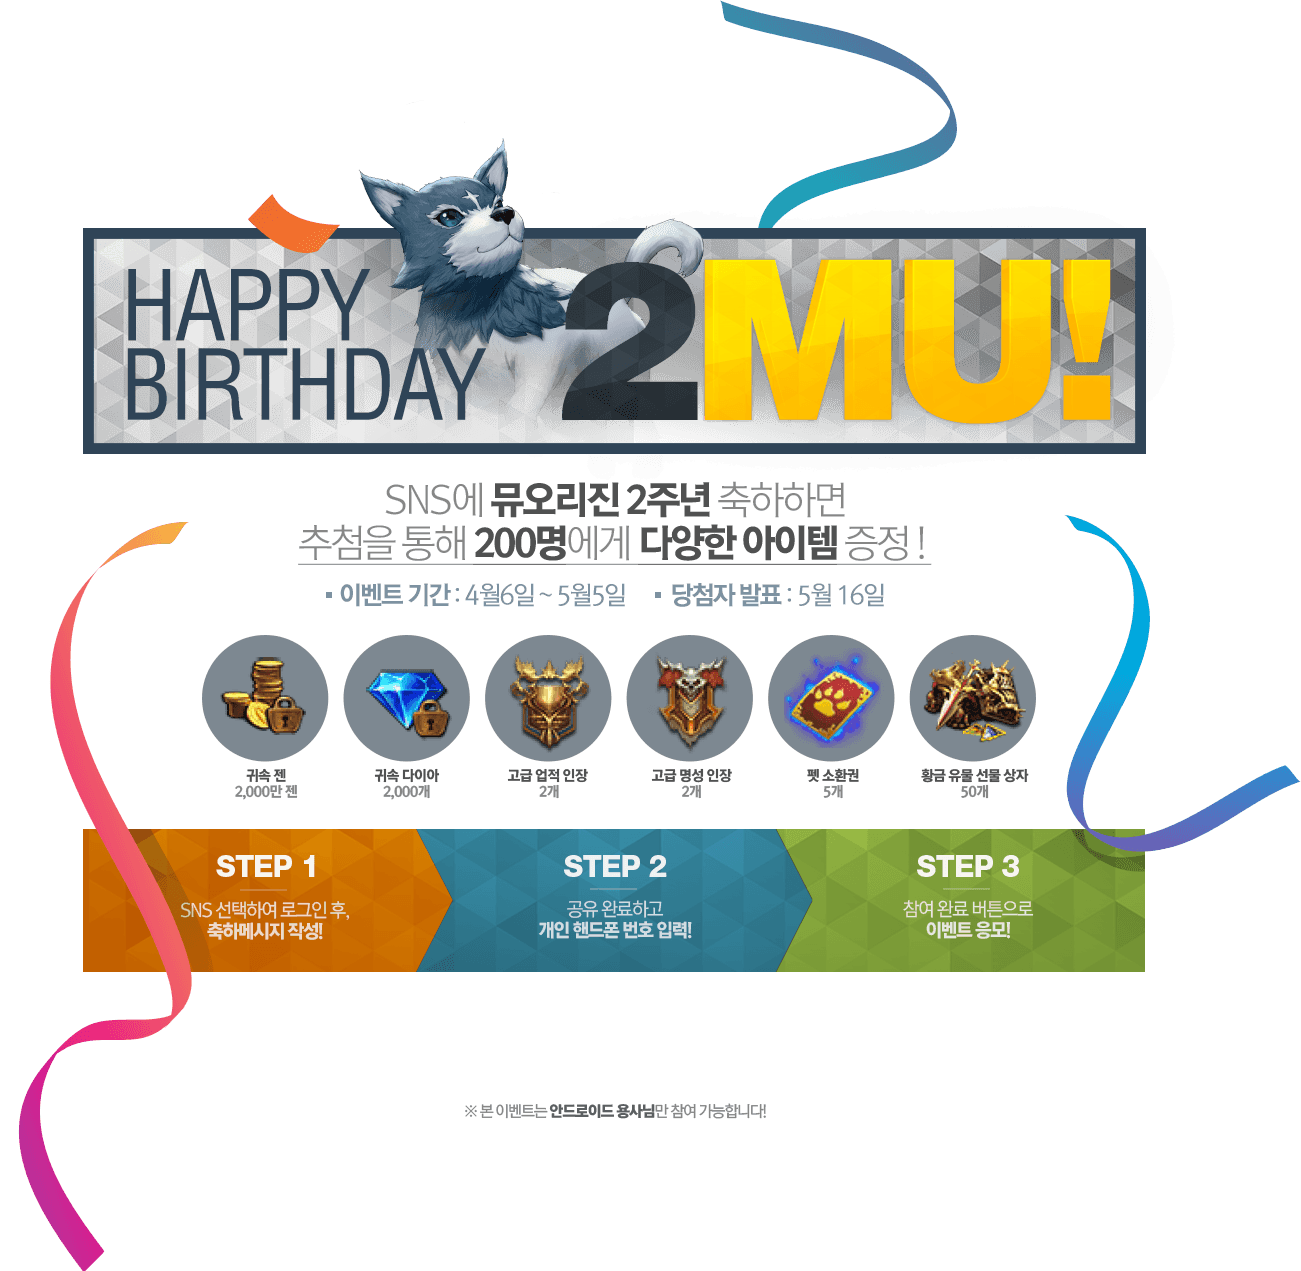 HAPPY
BIRTHDAY
2MU!
SNS에 뮤오리진 2주년 축하하면
추첨을 통해 200명에게 다양한 아이템 증정 !
▪ 이벤트 기간 : 4월6일 ~ 5월5일 ▪ 당첨자 발표 : 5월 16일
귀속 젠
2,000만 젠
귀속 다이아
2,000개
고급 업적 인장
2개
고급 명성 인장
2개
펫 소환권
5개
황금 유물 선물 상자
50개
STEP 1
SNS 선택하여 로그인 후,
축하메시지 작성!
STEP 2
공유 완료하고
개인 핸드폰 번호 입력!
STEP 3
참여 완료 버튼으로
이벤트 응모!
※ 본 이벤트는 안드로이드 용사님만 참여 가능합니다!